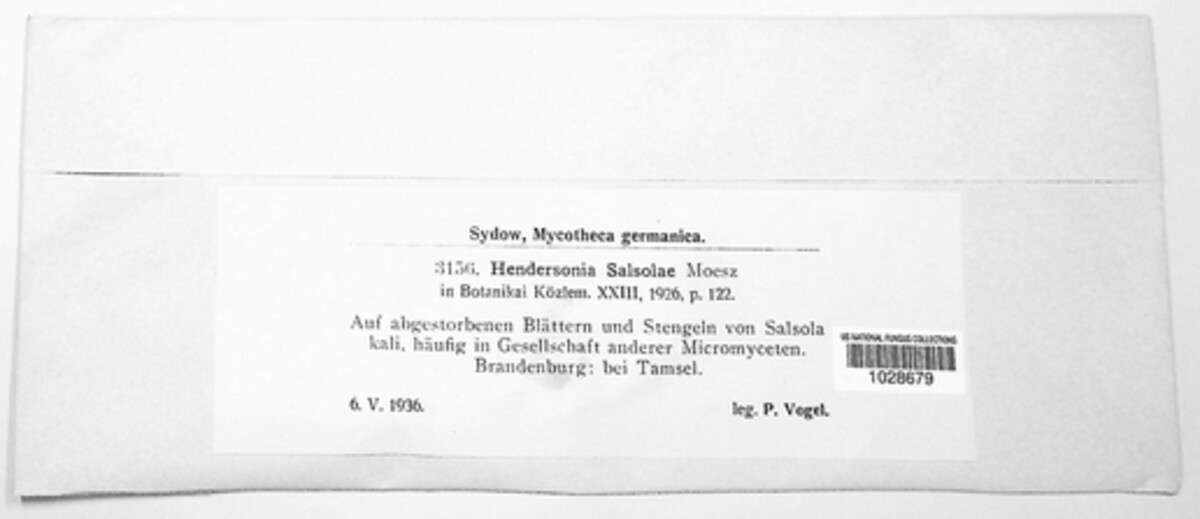 Sydow, Mycotheca germanica.
3156. Hendersonia Salsolae Moesz
in Botanikai Közlem. XXIII, 1926, p. 122.
Auf abgestorbenen Blättern und Stengeln von Salsola
kali, häufig in Gesellschaft anderer Micromyceten.
Brandenburg: bei Tamsel.
6. V. 1936. leg. P. Vogel.
US NATIONAL FUNGUS COLLECTIONS
1028679